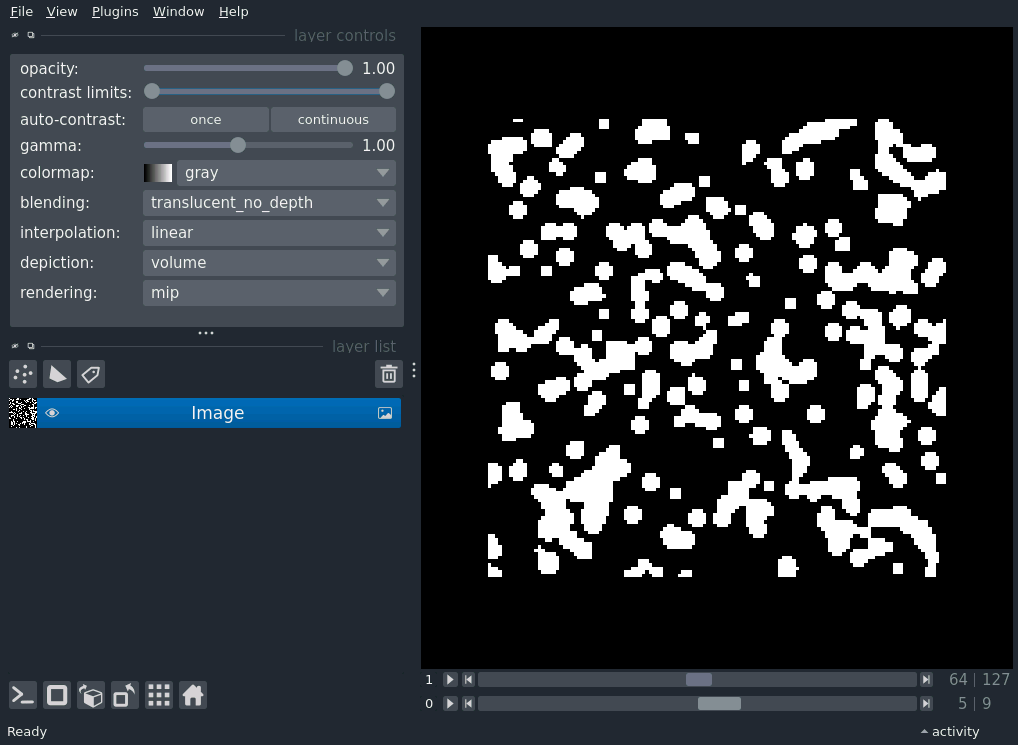 File View Plugins Window Help
layer controls
opacity: 1.00
contrast limits:
auto-contrast: once continuous
gamma: 1.00
colormap: gray
blending: translucent_no_depth
interpolation: linear
depiction: volume
rendering: mip
layer list
Image
1 64 | 127
0 5 | 9
Ready activity